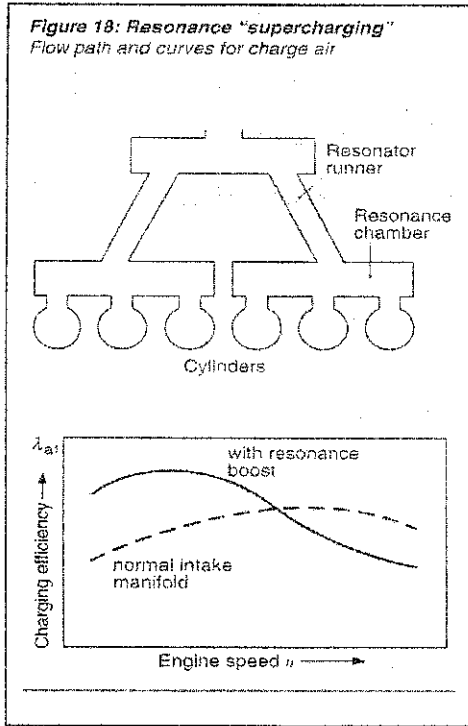 Figure 18: Resonance "supercharging"
Flow path and curves for charge air
Resonator
runner
Resonance
chamber
Cylinders
λa1
with resonance
boost
normal intake
manifold
Charging efficiency
Engine speed n